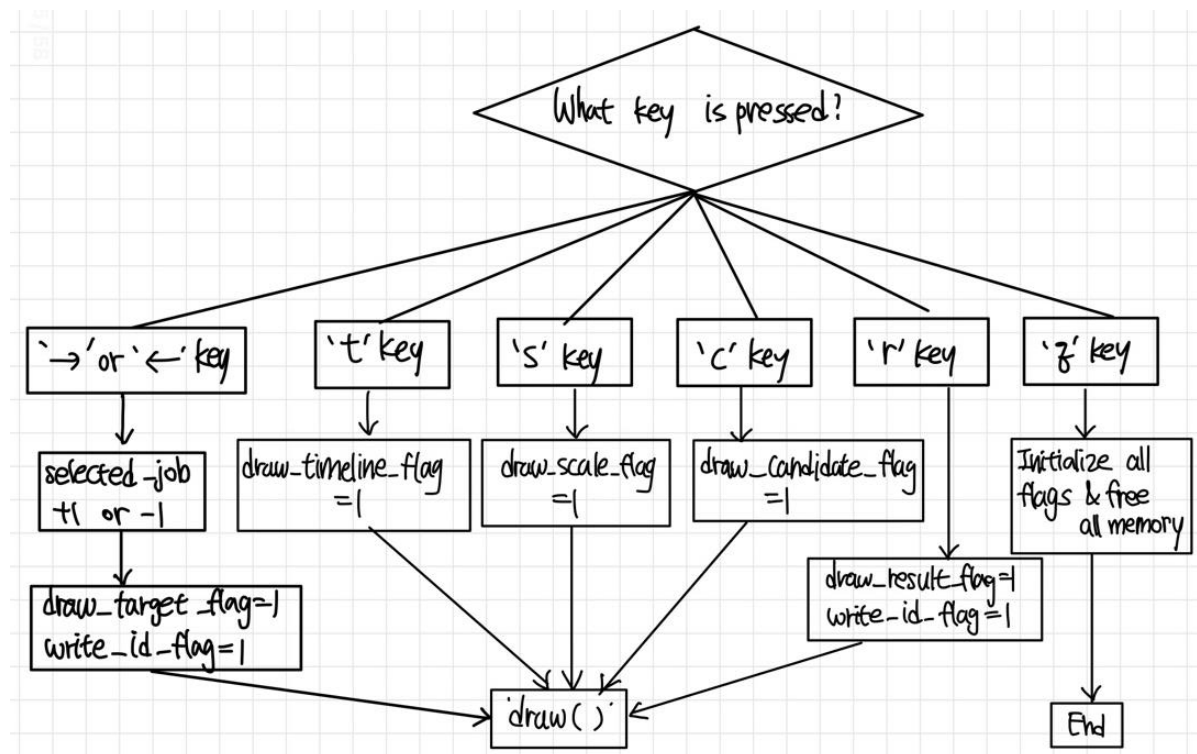 What key is pressed?
'→' or '←' key
't' key
's' key
'c' key
'r' key
'z' key
selected_job
+1 or -1
draw_timeline_flag
=1
draw_scale_flag
=1
draw_candidate_flag
=1
Initialize all
flags & free
all memory
draw_target_flag=1
write_id_flag=1
draw_result_flag=1
write_id_flag=1
draw()
End